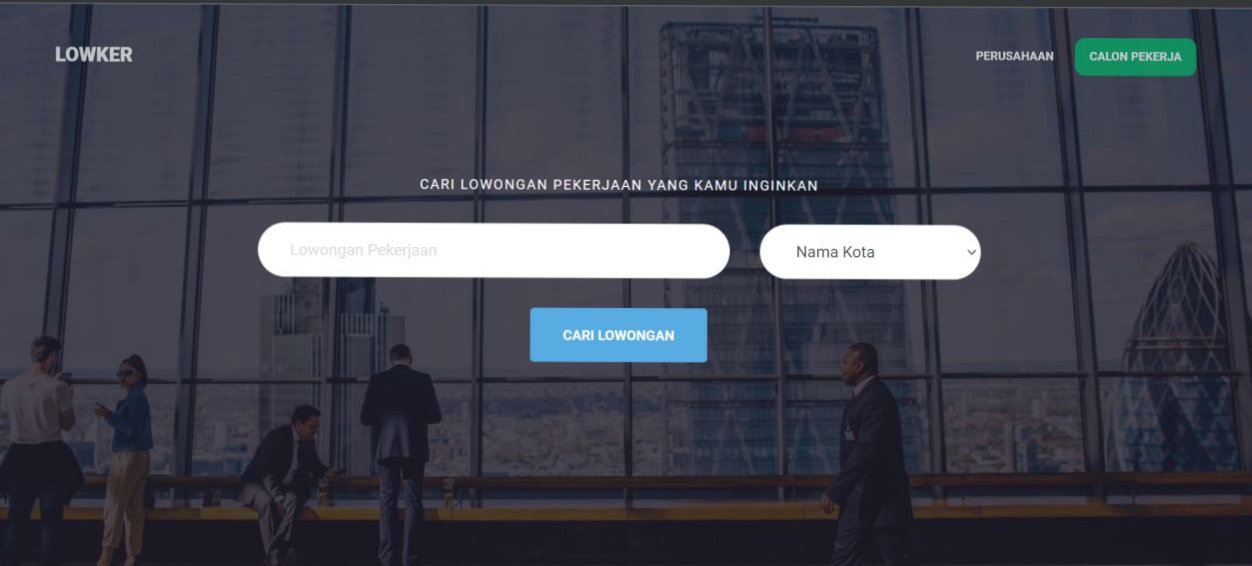 LOWKER
PERUSAHAAN
CALON PEKERJA
CARI LOWONGAN PEKERJAAN YANG KAMU INGINKAN
Lowongan Pekerjaan
Nama Kota
CARI LOWONGAN